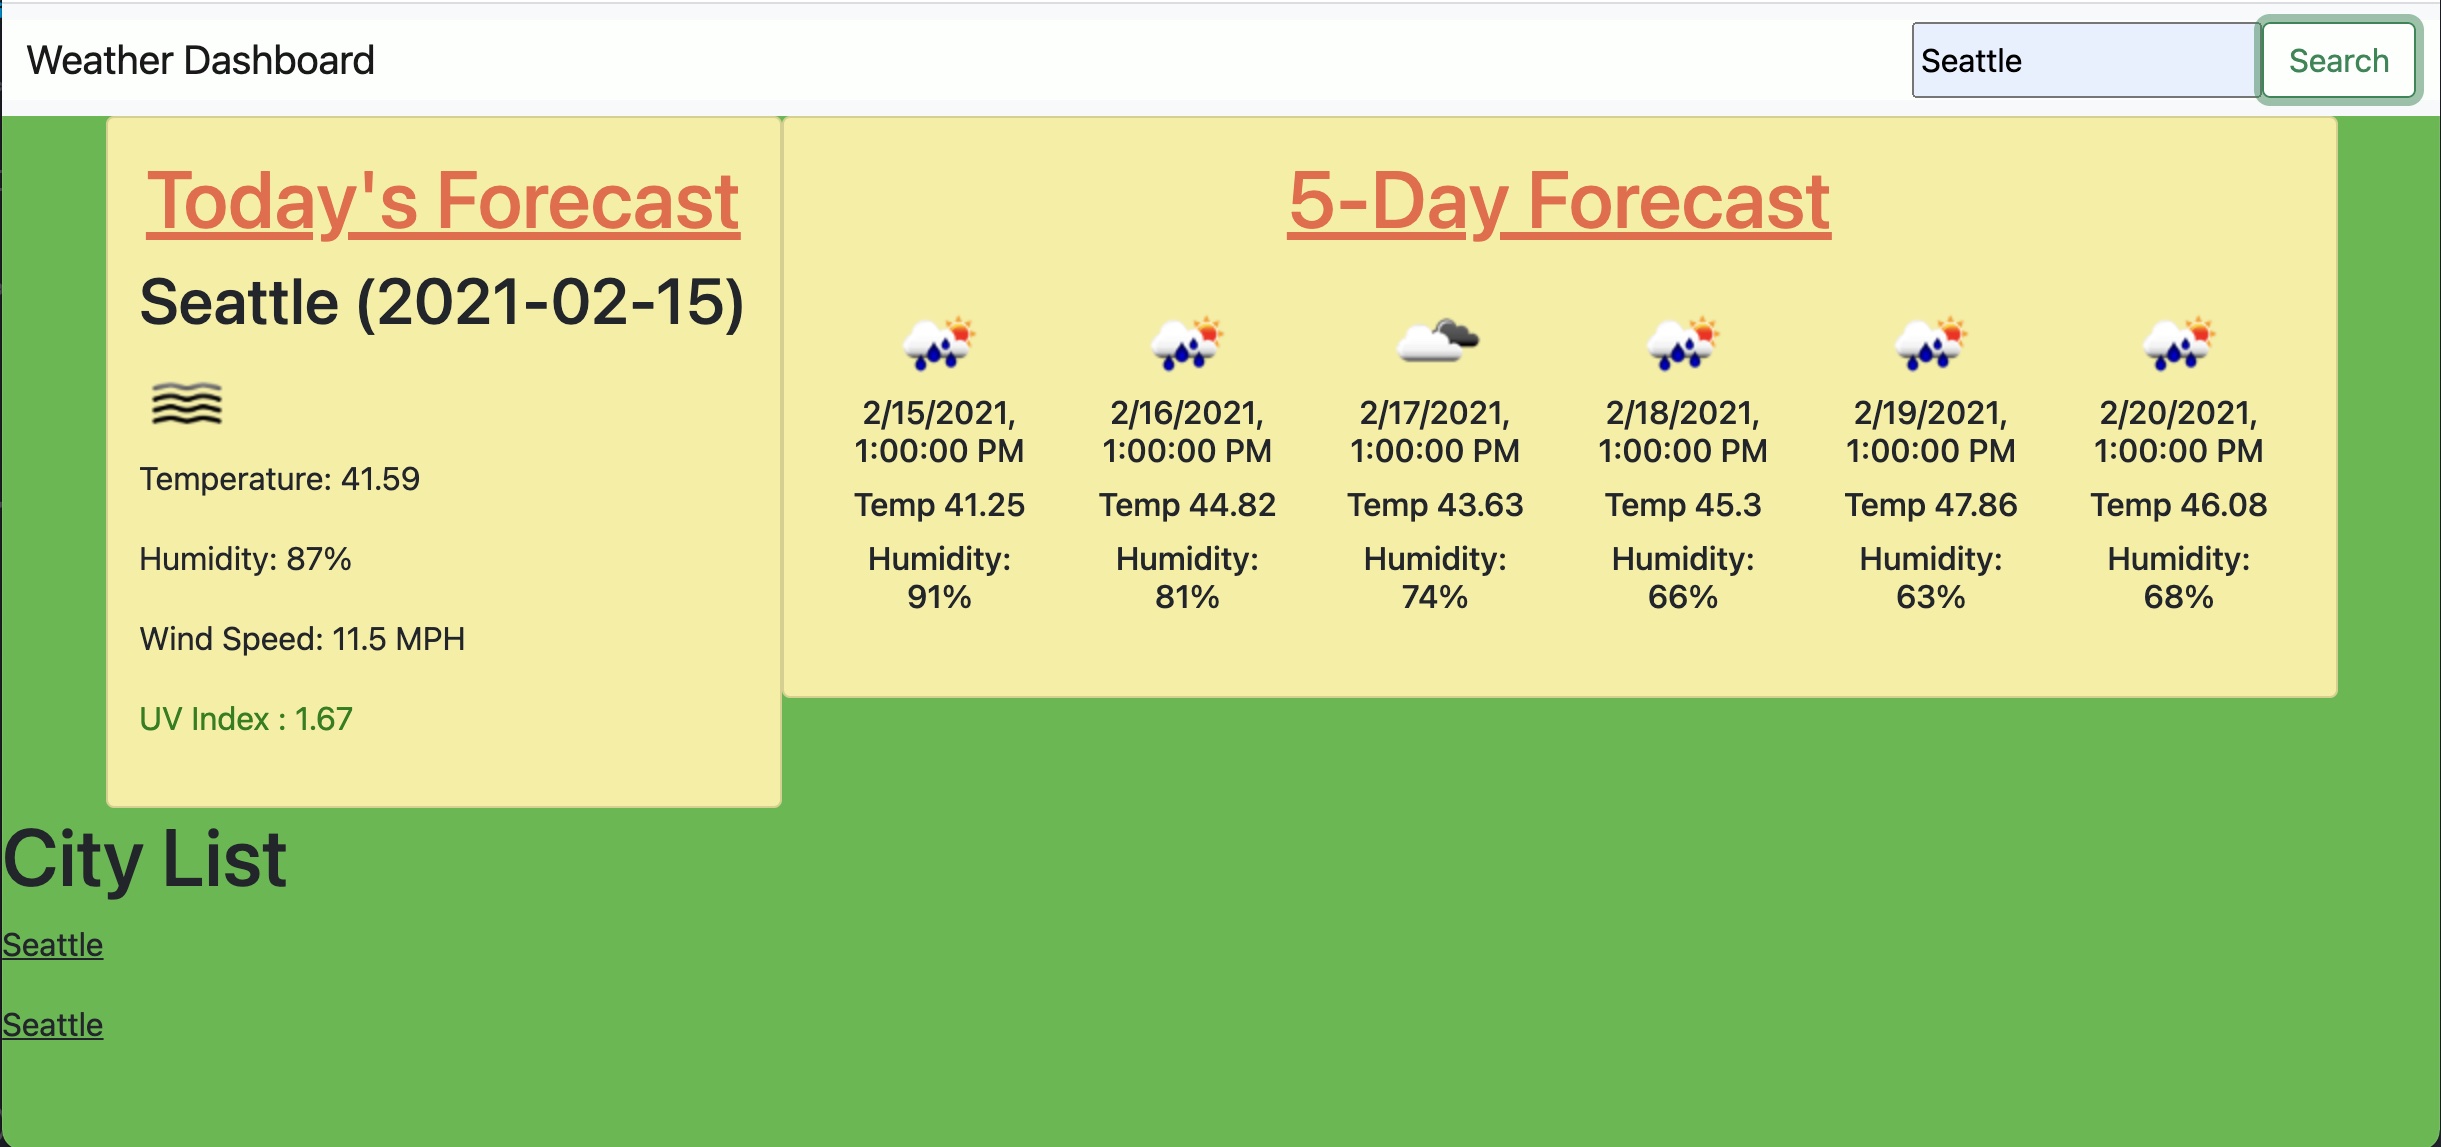 Weather Dashboard
Seattle
Search
Today's Forecast
Seattle (2021-02-15)
Temperature: 41.59
Humidity: 87%
Wind Speed: 11.5 MPH
UV Index : 1.67
5-Day Forecast
2/15/2021,
1:00:00 PM
Temp 41.25
Humidity:
91%
2/16/2021,
1:00:00 PM
Temp 44.82
Humidity:
81%
2/17/2021,
1:00:00 PM
Temp 43.63
Humidity:
74%
2/18/2021,
1:00:00 PM
Temp 45.3
Humidity:
66%
2/19/2021,
1:00:00 PM
Temp 47.86
Humidity:
63%
2/20/2021,
1:00:00 PM
Temp 46.08
Humidity:
68%
City List
Seattle
Seattle